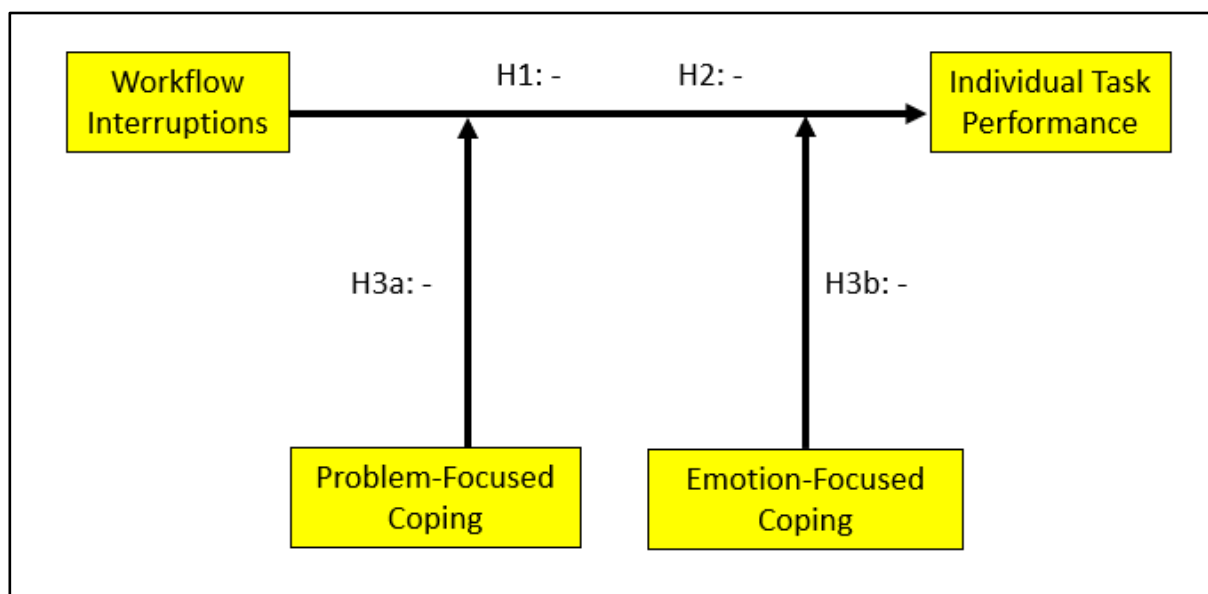 Workflow
Interruptions
H1: -
H2: -
Individual Task
Performance
H3a: -
H3b: -
Problem-Focused
Coping
Emotion-Focused
Coping